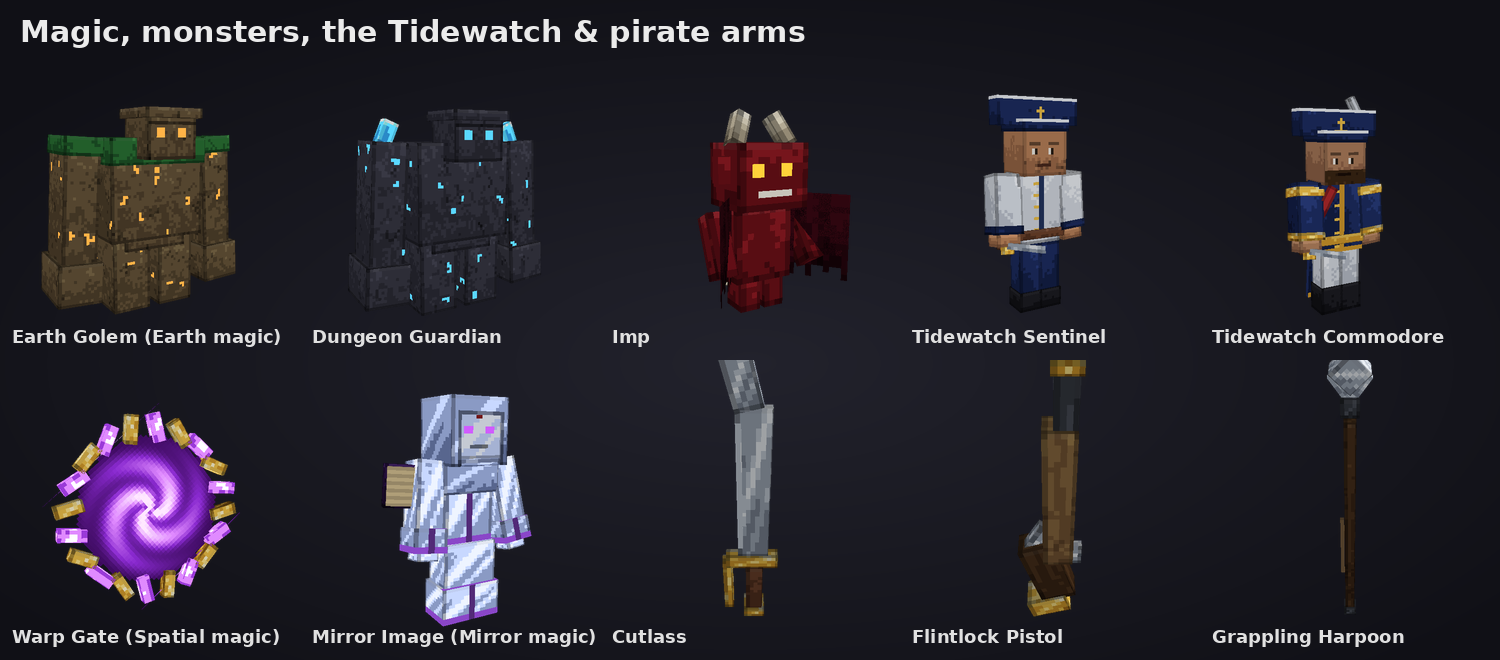 Magic, monsters, the Tidewatch & pirate arms
Earth Golem (Earth magic)
Dungeon Guardian
Imp
Tidewatch Sentinel
Tidewatch Commodore
Warp Gate (Spatial magic)
Mirror Image (Mirror magic)
Cutlass
Flintlock Pistol
Grappling Harpoon